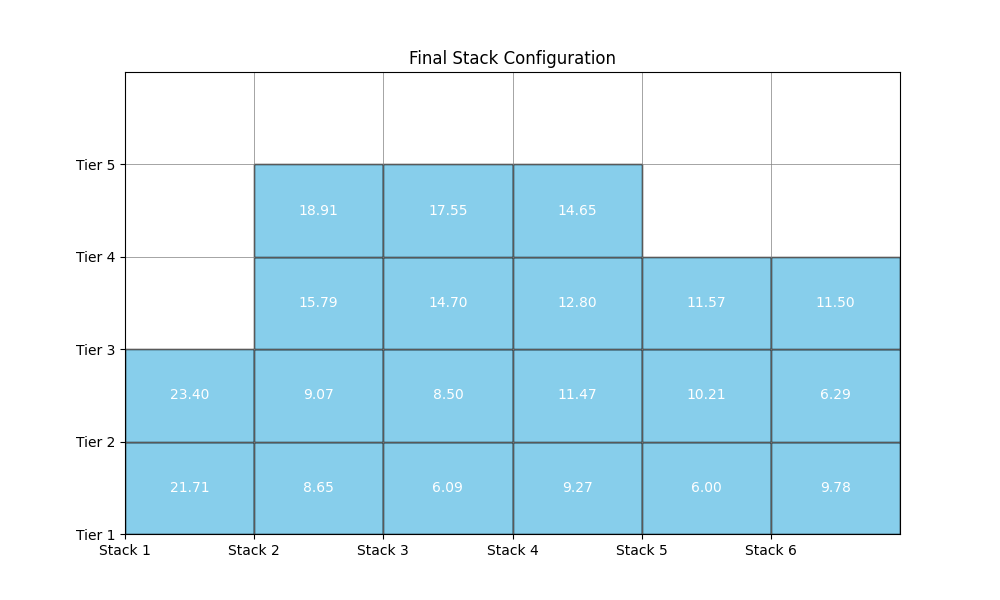 Final Stack Configuration
Tier 5
18.91 17.55 14.65
Tier 4
15.79 14.70 12.80 11.57 11.50
Tier 3
23.40 9.07 8.50 11.47 10.21 6.29
Tier 2
21.71 8.65 6.09 9.27 6.00 9.78
Tier 1
Stack 1 Stack 2 Stack 3 Stack 4 Stack 5 Stack 6